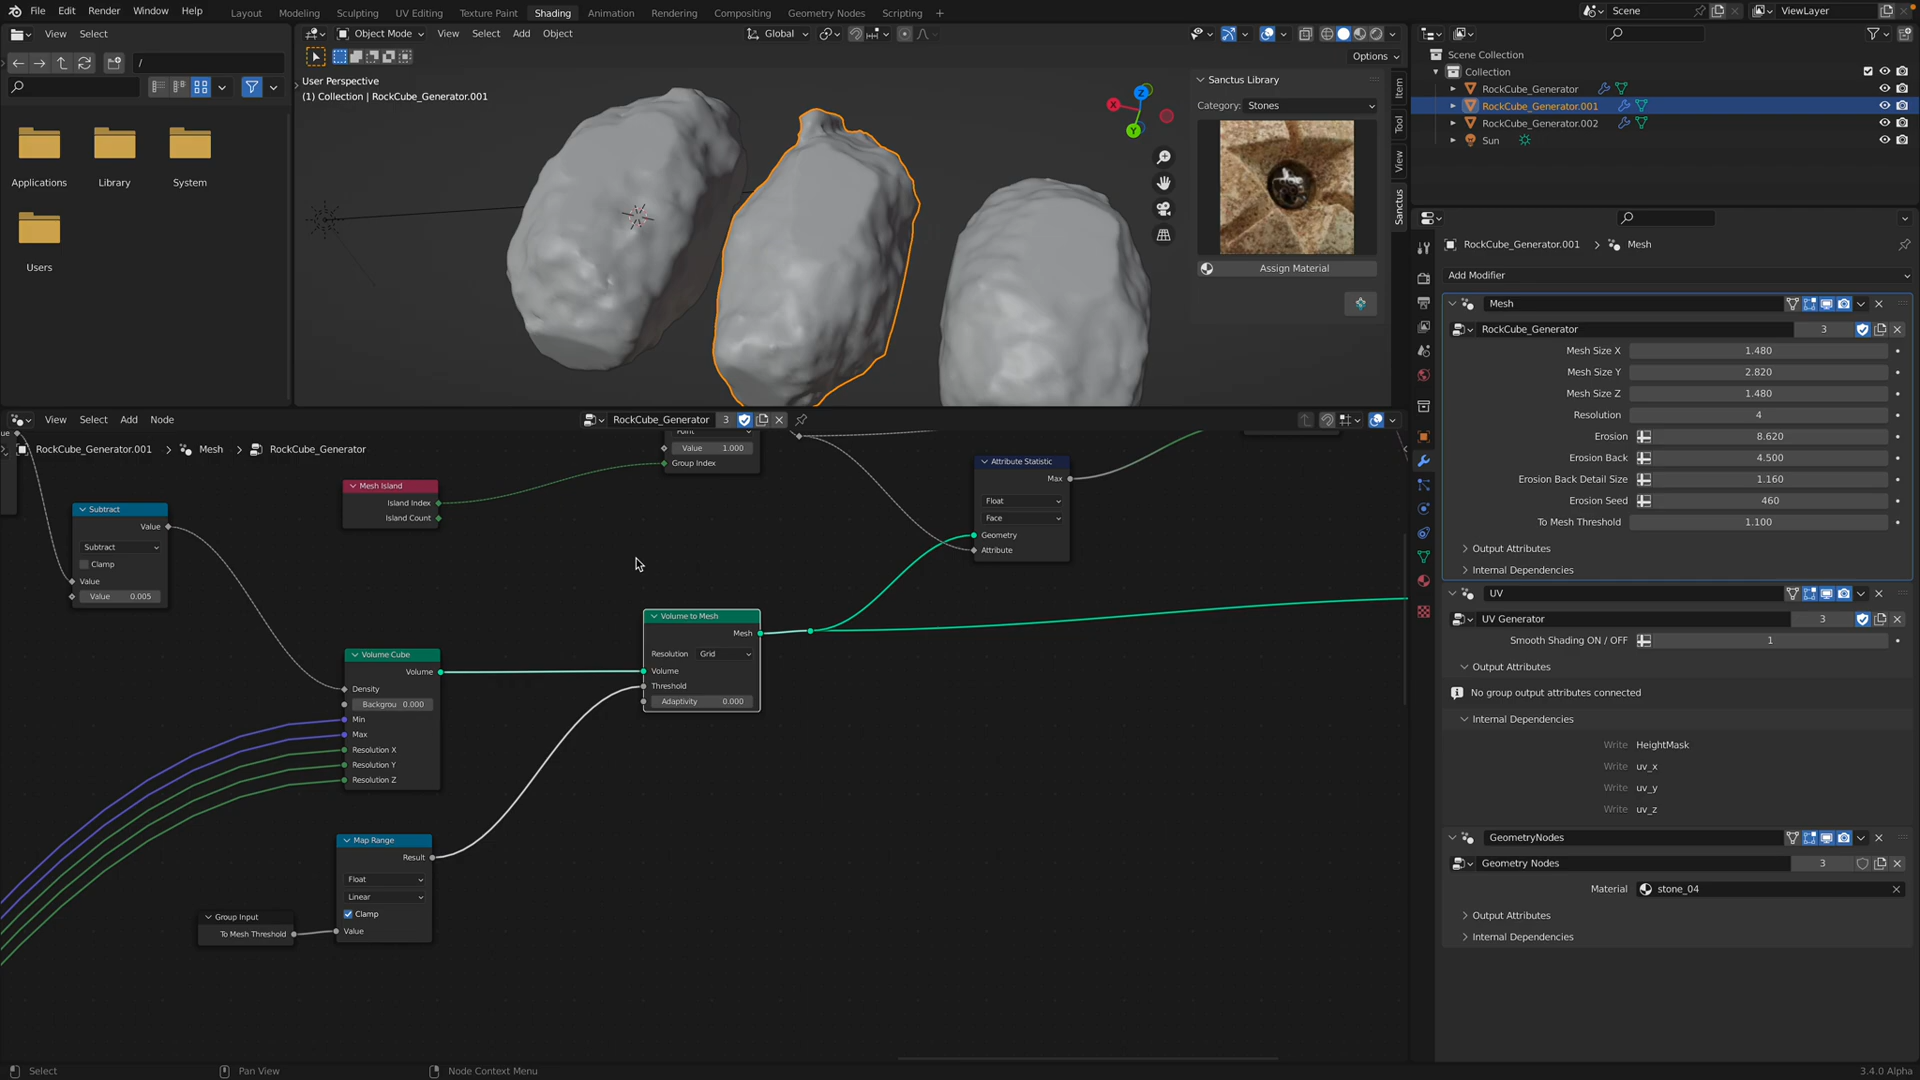 File Edit Render Window Help
Layout Modeling Sculpting UV Editing Texture Paint Shading Animation Rendering Compositing Geometry Nodes Scripting +
Scene ViewLayer
View Select
/
Applications Library System
Users
Object Mode View Select Add Object Global
Options
User Perspective
(1) Collection | RockCube_Generator.001
X Z Y
Sanctus Library
Category: Stones
Assign Material
Item
Tool
View
Sanctus
Scene Collection
Collection
RockCube_Generator
RockCube_Generator.001
RockCube_Generator.002
Sun
RockCube_Generator.001 > Mesh
Add Modifier
Mesh
RockCube_Generator 3
Mesh Size X 1.480
Mesh Size Y 2.820
Mesh Size Z 1.480
Resolution 4
Erosion 8.620
Erosion Back 4.500
Erosion Back Detail Size 1.160
Erosion Seed 460
To Mesh Threshold 1.100
Output Attributes
Internal Dependencies
UV
UV Generator 3
Smooth Shading ON / OFF 1
Output Attributes
No group output attributes connected
Internal Dependencies
Write HeightMask
Write uv_x
Write uv_y
Write uv_z
GeometryNodes
Geometry Nodes 3
Material stone_04
Output Attributes
Internal Dependencies
View Select Add Node
RockCube_Generator 3
RockCube_Generator.001 > Mesh > RockCube_Generator
Value 1.000
Group Index
Mesh Island
Island Index
Island Count
Attribute Statistic
Max
Float
Face
Geometry
Attribute
Subtract
Value
Subtract
Clamp
Value
Value 0.005
Volume to Mesh
Mesh
Resolution Grid
Volume
Threshold
Adaptivity 0.000
Volume Cube
Volume
Density
Backgrou 0.000
Min
Max
Resolution X
Resolution Y
Resolution Z
Map Range
Result
Float
Linear
Clamp
Value
Group Input
To Mesh Threshold
Select Pan View Node Context Menu
3.4.0 Alpha